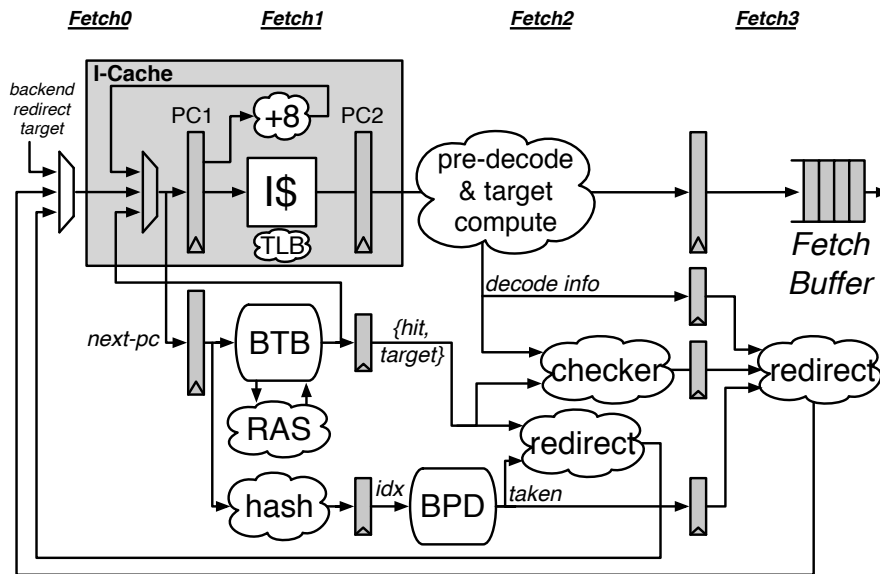 Fetch0
Fetch1
Fetch2
Fetch3
backend
redirect
target
I-Cache
PC1
+8
PC2
I$
TLB
pre-decode
& target
compute
Fetch
Buffer
decode info
next-pc
BTB
{hit,
target}
RAS
checker
redirect
redirect
hash
idx
BPD
taken